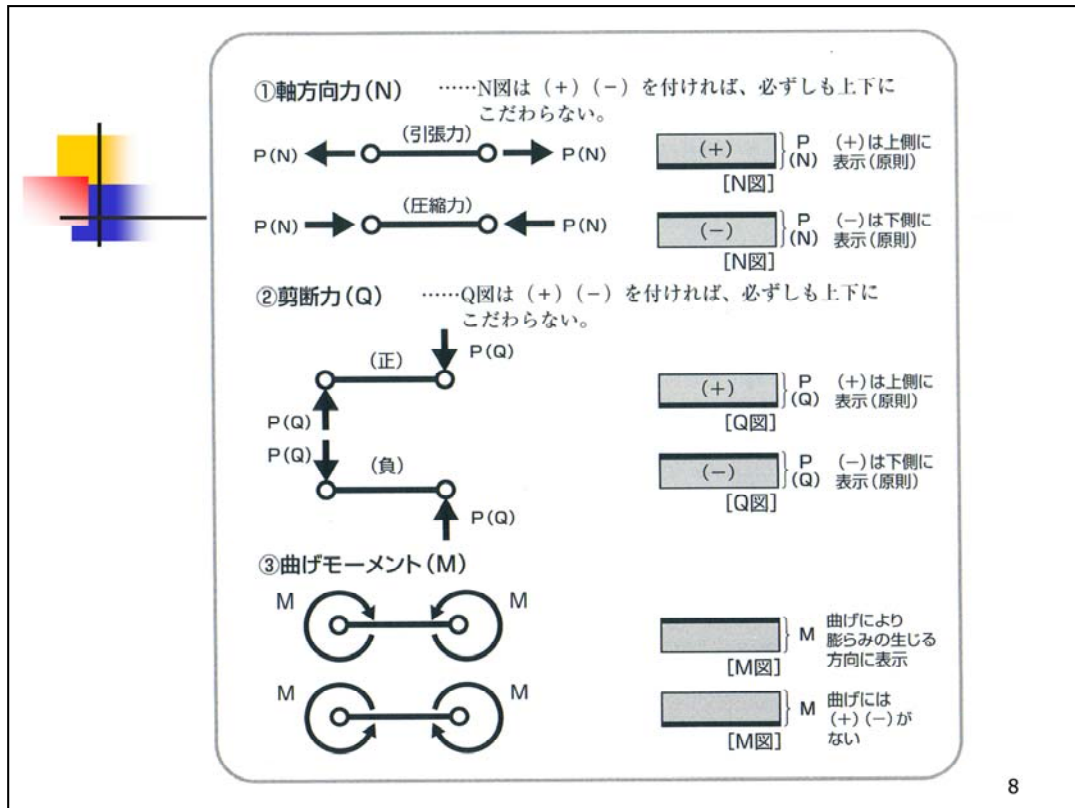 ①軸方向力(N) ……N図は（+）（−）を付ければ、必ずしも上下に
こだわらない。
(引張力)
P(N) P(N)
(+)
P
(N)
(+)は上側に
表示(原則)
[N図]
(圧縮力)
P(N) P(N)
(−)
P
(N)
(−)は下側に
表示(原則)
[N図]
②剪断力(Q) ……Q図は（+）（−）を付ければ、必ずしも上下に
こだわらない。
P(Q)
(正)
P(Q)
(+)
P
(Q)
(+)は上側に
表示(原則)
[Q図]
P(Q)
(負)
P(Q)
(−)
P
(Q)
(−)は下側に
表示(原則)
[Q図]
③曲げモーメント(M)
M M
M
曲げにより
膨らみの生じる
方向に表示
[M図]
M M
M
曲げには
(+)(−)が
ない
[M図]
8